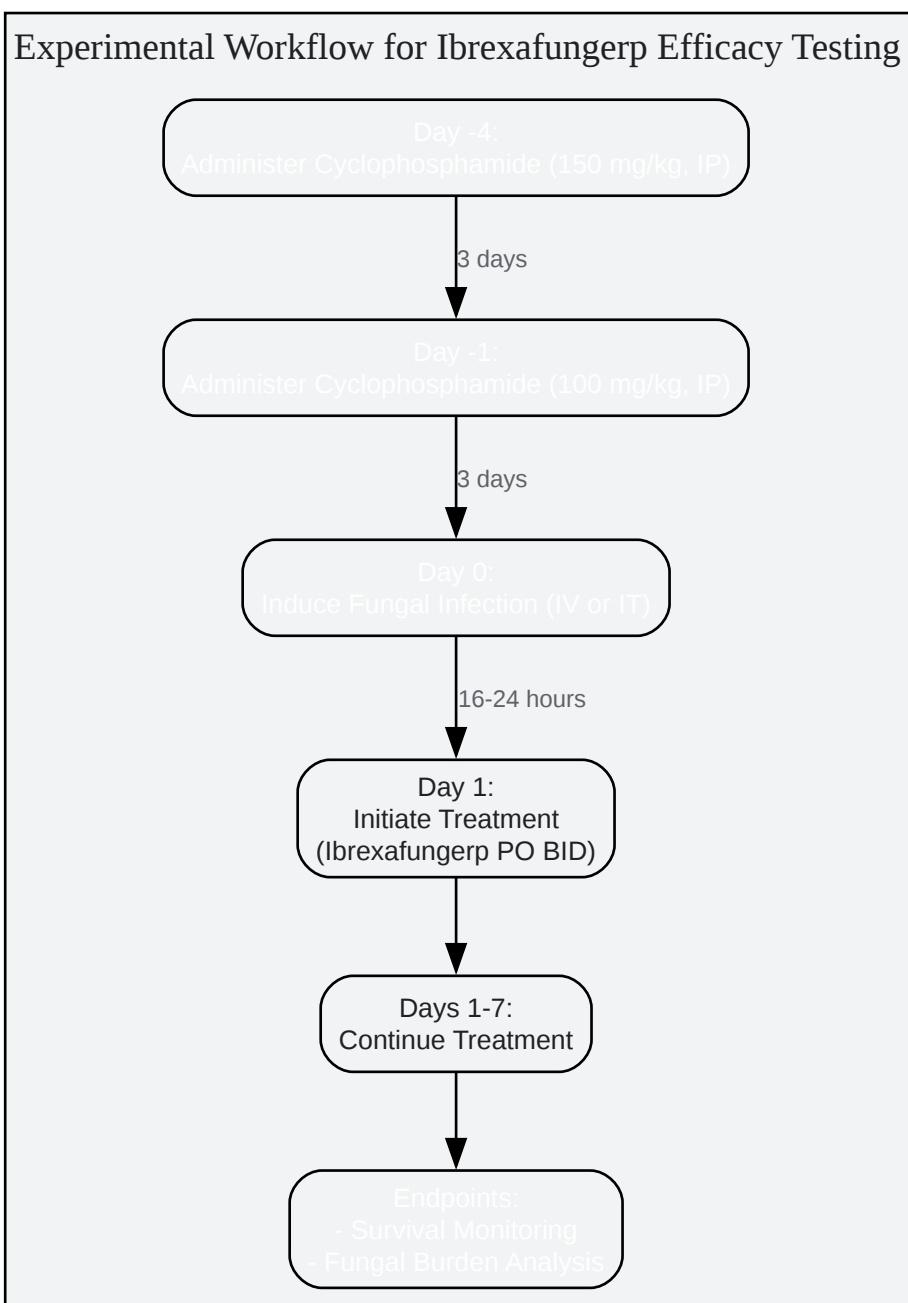 Experimental Workflow for Ibrexafungerp Efficacy Testing
Day -4:
Administer Cyclophosphamide (150 mg/kg, IP)
3 days
Day -1:
Administer Cyclophosphamide (100 mg/kg, IP)
3 days
Day 0:
Induce Fungal Infection (IV or IT)
16-24 hours
Day 1:
Initiate Treatment
(Ibrexafungerp PO BID)
Days 1-7:
Continue Treatment
Endpoints:
- Survival Monitoring
- Fungal Burden Analysis